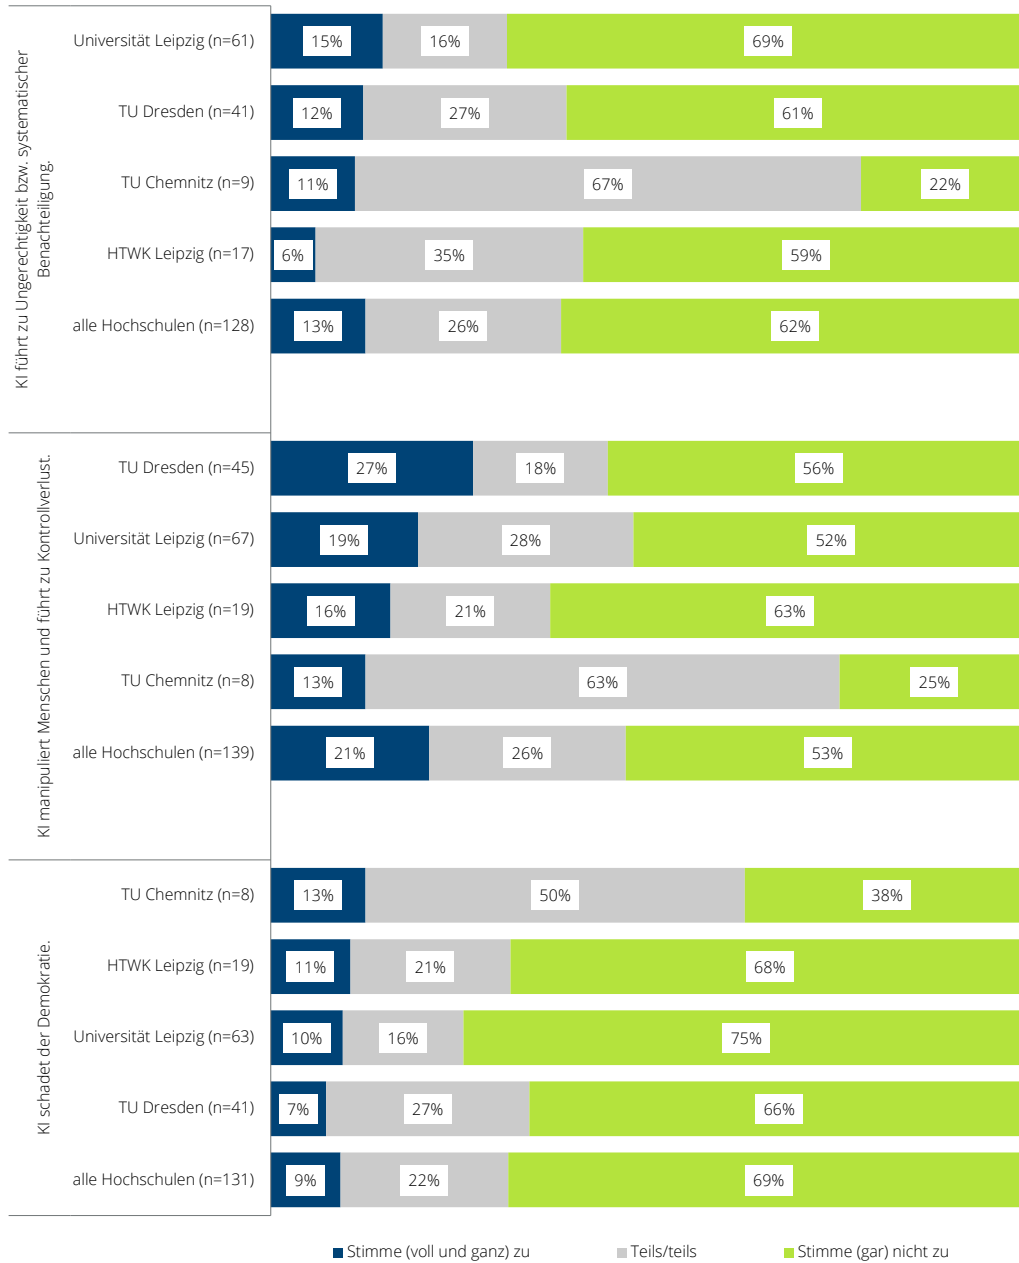 KI führt zu Ungerechtigkeit bzw. systematischer
Benachteiligung.
Universität Leipzig (n=61)
15%
16%
69%
TU Dresden (n=41)
12%
27%
61%
TU Chemnitz (n=9)
11%
67%
22%
HTWK Leipzig (n=17)
6%
35%
59%
alle Hochschulen (n=128)
13%
26%
62%
KI manipuliert Menschen und führt zu Kontrollverlust.
TU Dresden (n=45)
27%
18%
56%
Universität Leipzig (n=67)
19%
28%
52%
HTWK Leipzig (n=19)
16%
21%
63%
TU Chemnitz (n=8)
13%
63%
25%
alle Hochschulen (n=139)
21%
26%
53%
KI schadet der Demokratie.
TU Chemnitz (n=8)
13%
50%
38%
HTWK Leipzig (n=19)
11%
21%
68%
Universität Leipzig (n=63)
10%
16%
75%
TU Dresden (n=41)
7%
27%
66%
alle Hochschulen (n=131)
9%
22%
69%
Stimme (voll und ganz) zu
Teils/teils
Stimme (gar) nicht zu